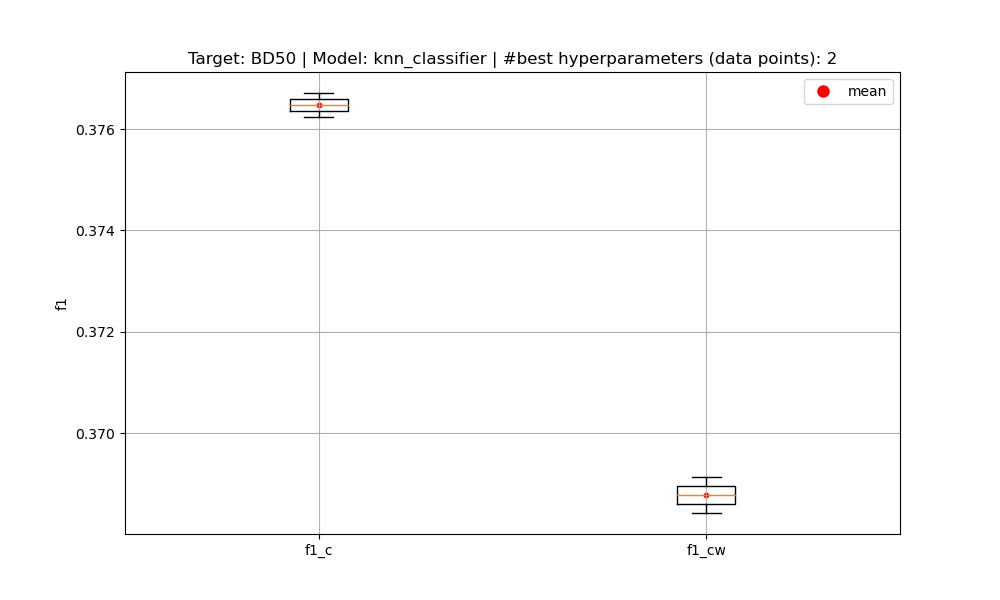 Target: BD50 | Model: knn_classifier | #best hyperparameters (data points): 2
mean
0.376
0.374
0.372
0.370
f1
f1_c
f1_cw